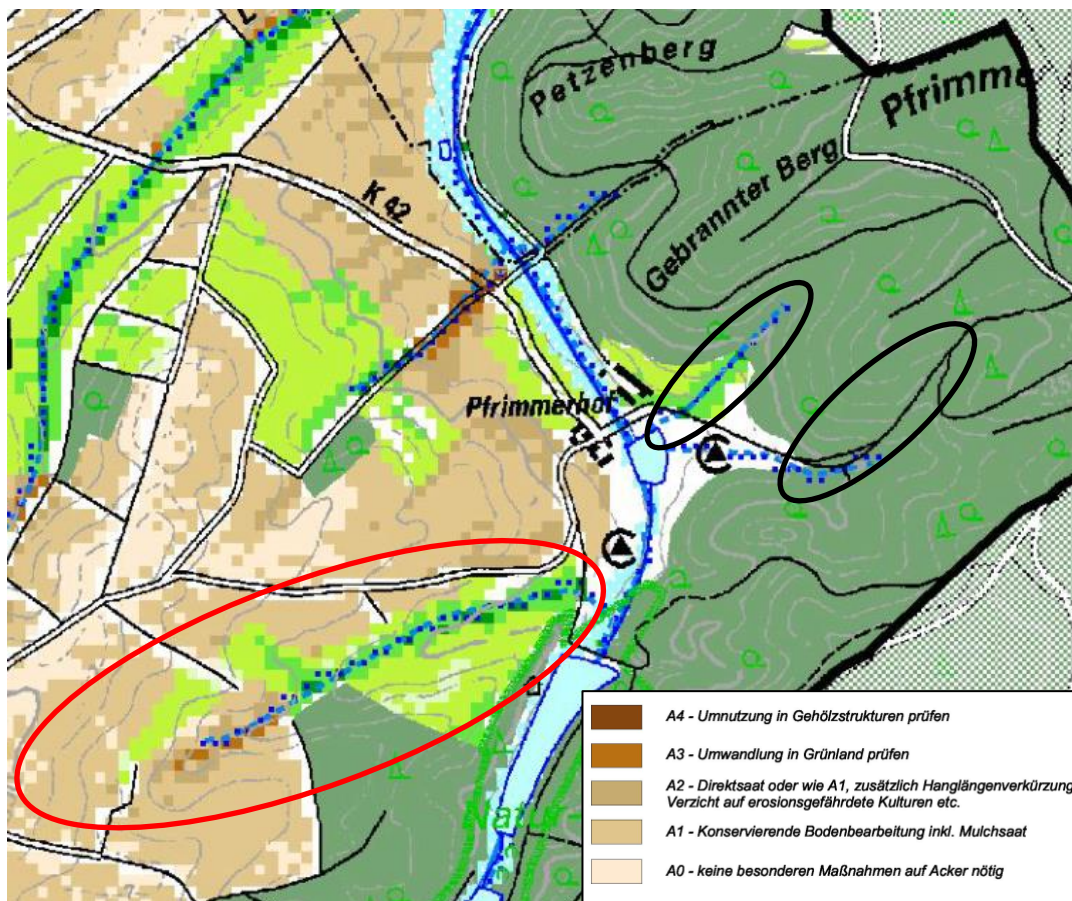 Petzenberg
Pfrimme
Gebrannter Berg
K 42
Pfrimmerhof
Natur-
A4 - Umnutzung in Gehölzstrukturen prüfen
A3 - Umwandlung in Grünland prüfen
A2 - Direktsaat oder wie A1, zusätzlich Hanglängenverkürzung
Verzicht auf erosionsgefährdete Kulturen etc.
A1 - Konservierende Bodenbearbeitung inkl. Mulchsaat
A0 - keine besonderen Maßnahmen auf Acker nötig